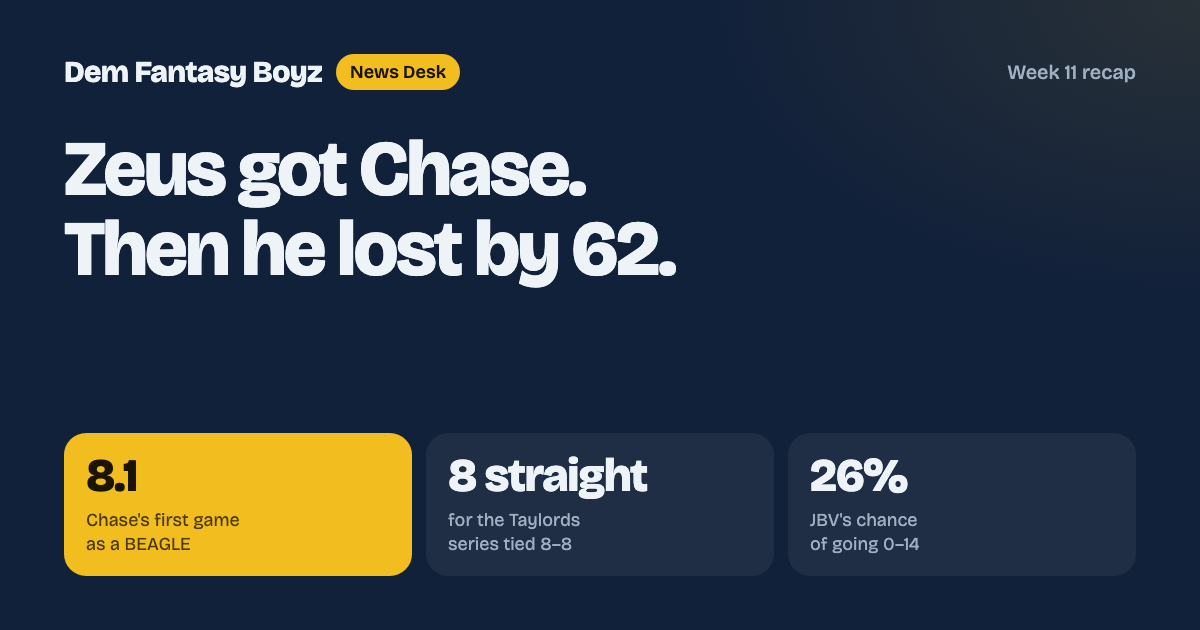 Dem Fantasy Boyz
News Desk
Week 11 recap
Zeus got Chase.
Then he lost by 62.
8.1
Chase's first game
as a BEAGLE
8 straight
for the Taylords
series tied 8–8
26%
JBV's chance
of going 0–14